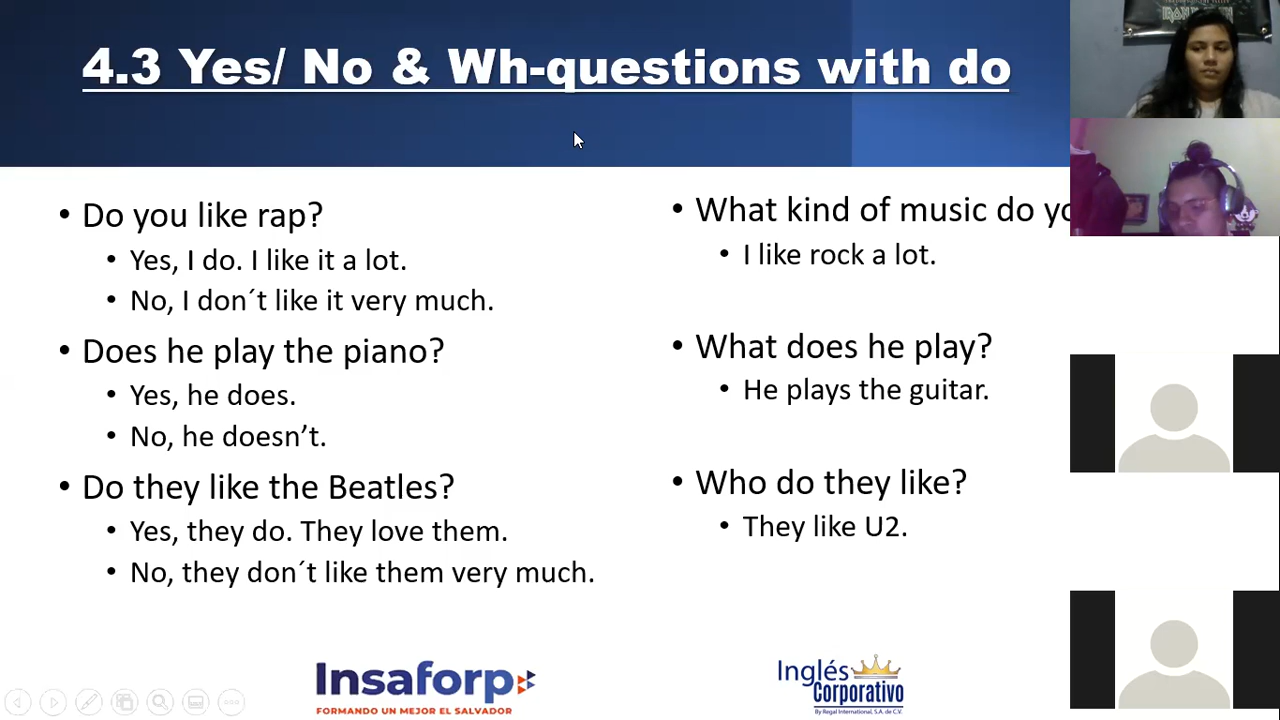 4.3 Yes/ No & Wh-questions with do
• Do you like rap?
• Yes, I do. I like it a lot.
• No, I don´t like it very much.
• Does he play the piano?
• Yes, he does.
• No, he doesn’t.
• Do they like the Beatles?
• Yes, they do. They love them.
• No, they don´t like them very much.
• What kind of music do
• I like rock a lot.
• What does he play?
• He plays the guitar.
• Who do they like?
• They like U2.
Insaforp
FORMANDO UN MEJOR EL SALVADOR
Inglés
Corporativo
By Regal International, S.A. de C.V.